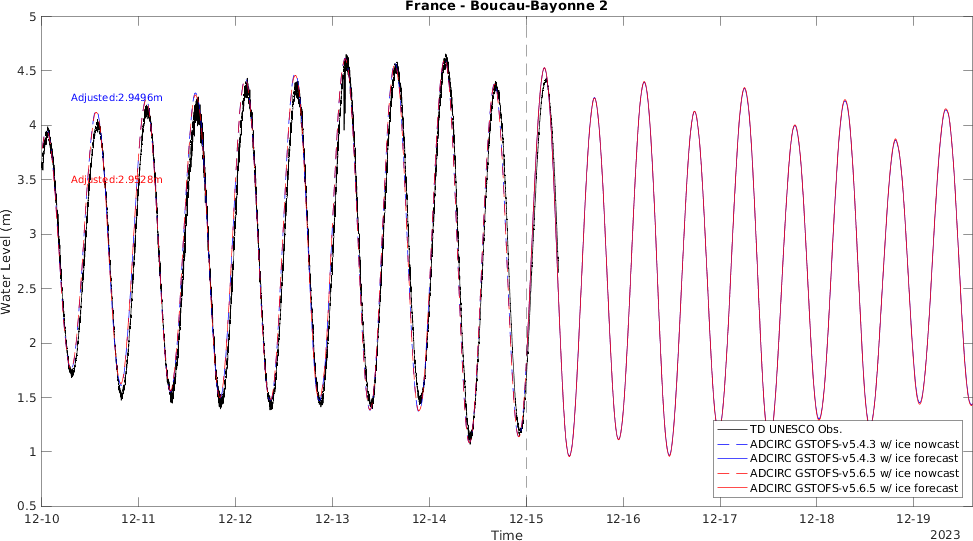 France - Boucau-Bayonne 2
5
4.5
4
3.5
3
2.5
2
1.5
1
0.5
Water Level (m)
Adjusted:2.9496m
Adjusted:2.9528m
TD UNESCO Obs.
ADCIRC GSTOFS-v5.4.3 w/ ice nowcast
ADCIRC GSTOFS-v5.4.3 w/ ice forecast
ADCIRC GSTOFS-v5.6.5 w/ ice nowcast
ADCIRC GSTOFS-v5.6.5 w/ ice forecast
12-10 12-11 12-12 12-13 12-14 12-15 12-16 12-17 12-18 12-19
Time
2023